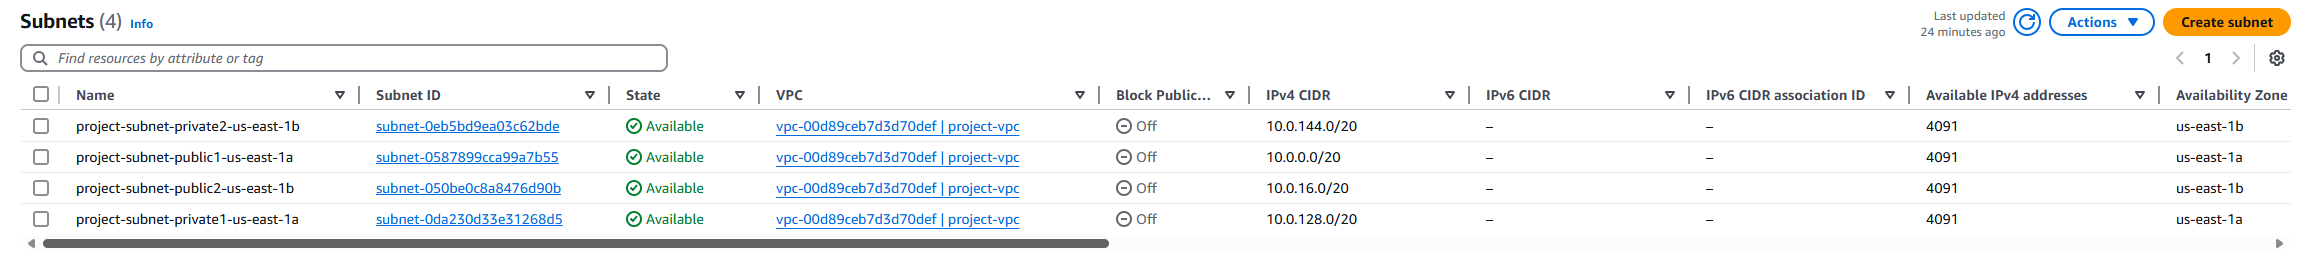 Subnets (4) Info
Last updated
24 minutes ago
Actions
Create subnet
Find resources by attribute or tag
1
Name Subnet ID State VPC Block Public... IPv4 CIDR IPv6 CIDR IPv6 CIDR association ID Available IPv4 addresses Availability Zone
project-subnet-private2-us-east-1b subnet-0eb5bd9ea03c62bde Available vpc-00d89ceb7d3d70def | project-vpc Off 10.0.144.0/20 – – 4091 us-east-1b
project-subnet-public1-us-east-1a subnet-0587899cca99a7b55 Available vpc-00d89ceb7d3d70def | project-vpc Off 10.0.0.0/20 – – 4091 us-east-1a
project-subnet-public2-us-east-1b subnet-050be0c8a8476d90b Available vpc-00d89ceb7d3d70def | project-vpc Off 10.0.16.0/20 – – 4091 us-east-1b
project-subnet-private1-us-east-1a subnet-0da230d33e31268d5 Available vpc-00d89ceb7d3d70def | project-vpc Off 10.0.128.0/20 – – 4091 us-east-1a